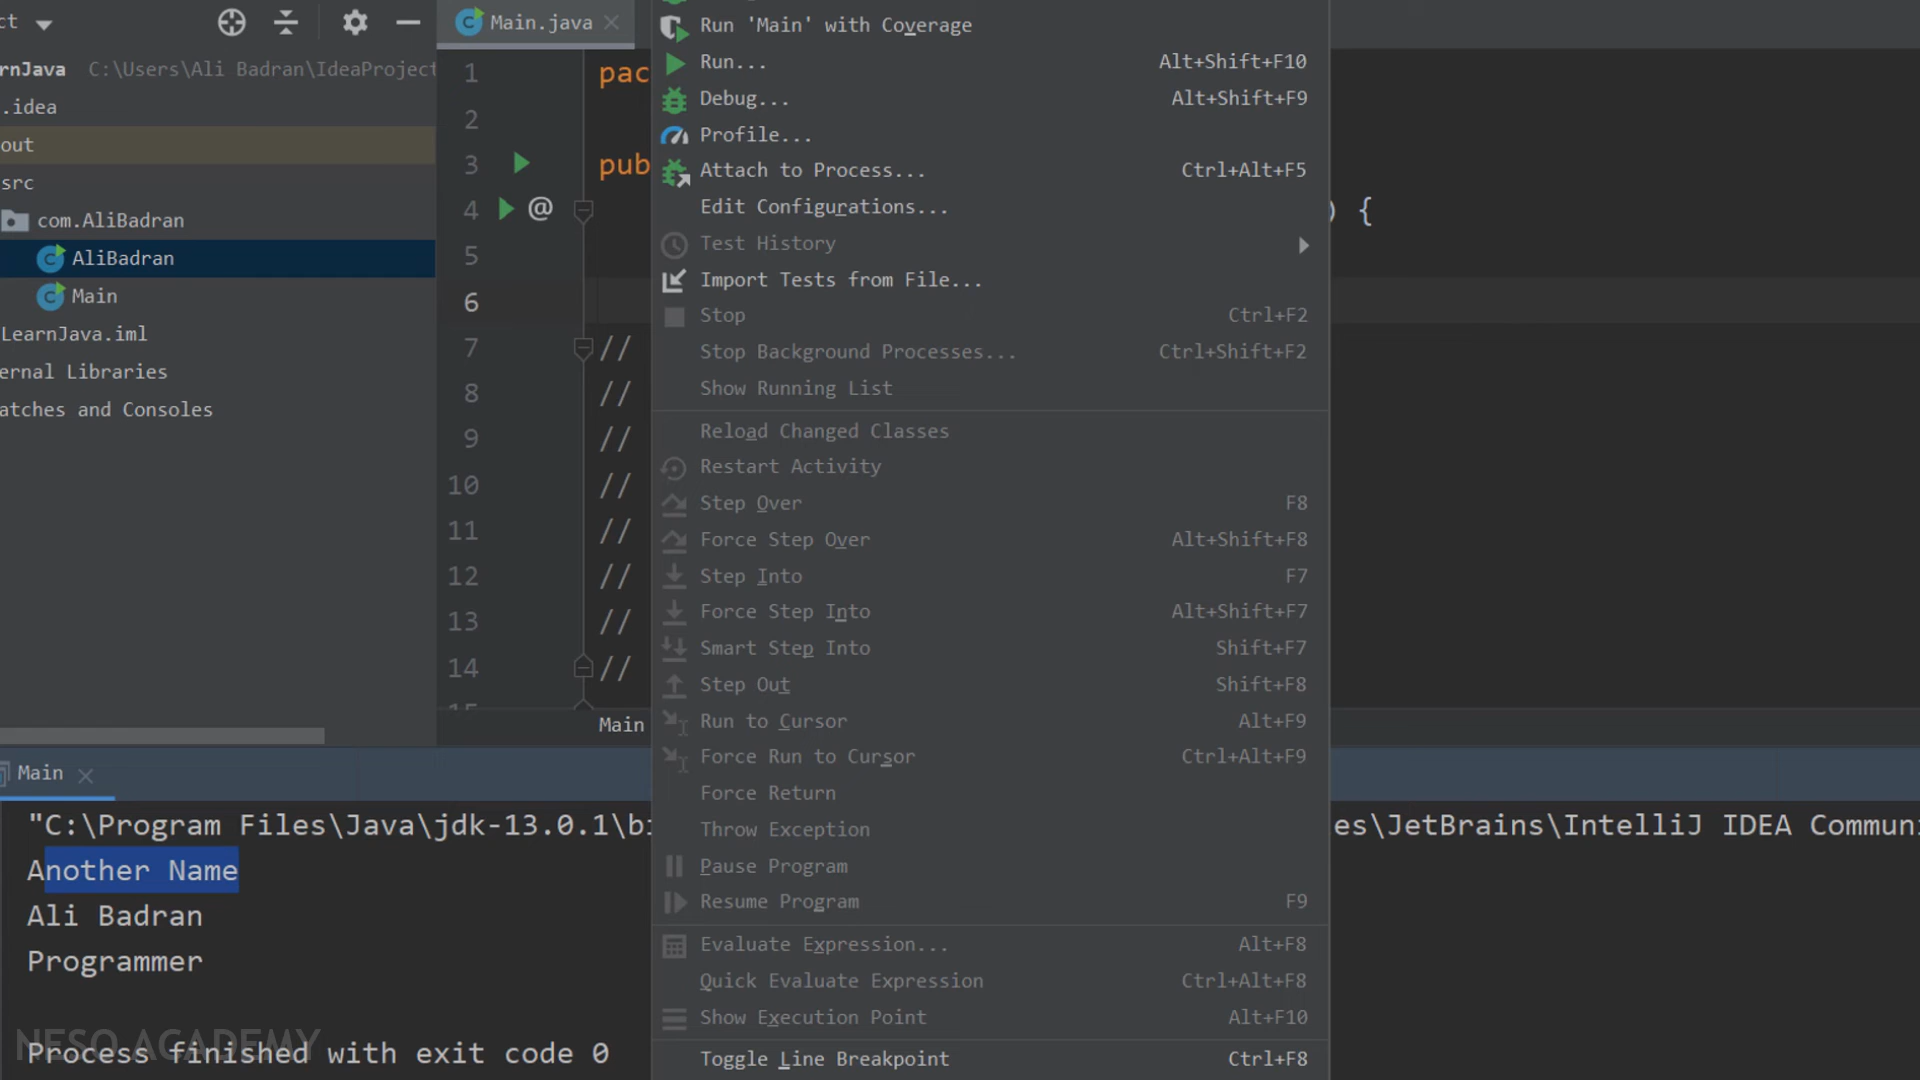 ct
Main.java
rnJava C:\Users\Ali Badran\IdeaProject
.idea
out
src
com.AliBadran
AliBadran
Main
LearnJava.iml
ernal Libraries
atches and Consoles
1 pac
2
3 pub
4 @ ) {
5
6
7 //
8 //
9 //
10 //
11 //
12 //
13 //
14 //
Main
Run 'Main' with Coverage
Run... Alt+Shift+F10
Debug... Alt+Shift+F9
Profile...
Attach to Process... Ctrl+Alt+F5
Edit Configurations...
Test History
Import Tests from File...
Stop Ctrl+F2
Stop Background Processes... Ctrl+Shift+F2
Show Running List
Reload Changed Classes
Restart Activity
Step Over F8
Force Step Over Alt+Shift+F8
Step Into F7
Force Step Into Alt+Shift+F7
Smart Step Into Shift+F7
Step Out Shift+F8
Run to Cursor Alt+F9
Force Run to Cursor Ctrl+Alt+F9
Force Return
Throw Exception
Pause Program
Resume Program F9
Evaluate Expression... Alt+F8
Quick Evaluate Expression Ctrl+Alt+F8
Show Execution Point Alt+F10
Toggle Line Breakpoint Ctrl+F8
Main
"C:\Program Files\Java\jdk-13.0.1\bi es\JetBrains\IntelliJ IDEA Communi
Another Name
Ali Badran
Programmer
NESO ACADEMY
Process finished with exit code 0